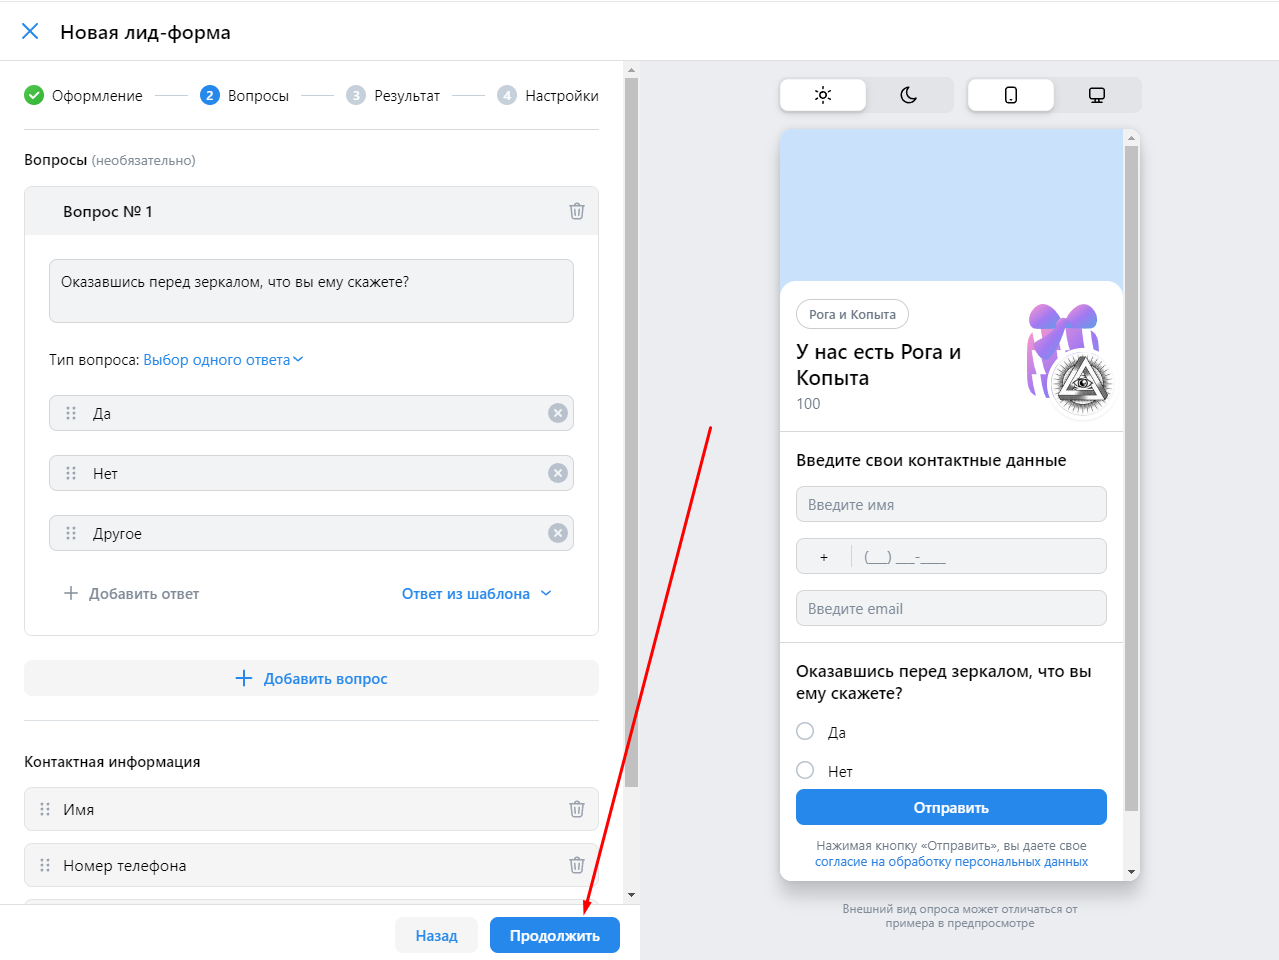 Новая лид-форма
Оформление
2 Вопросы
3 Результат
4 Настройки
Вопросы (необязательно)
Вопрос № 1
Оказавшись перед зеркалом, что вы ему скажете?
Тип вопроса: Выбор одного ответа
Да
Нет
Другое
Добавить ответ
Ответ из шаблона
Добавить вопрос
Контактная информация
Имя
Номер телефона
Назад
Продолжить
Рога и Копыта
У нас есть Рога и
Копыта
100
Введите свои контактные данные
Введите имя
+ (__) ___-____
Введите email
Оказавшись перед зеркалом, что вы
ему скажете?
Да
Нет
Отправить
Нажимая кнопку «Отправить», вы даете свое
согласие на обработку персональных данных
Внешний вид опроса может отличаться от
примера в предпросмотре